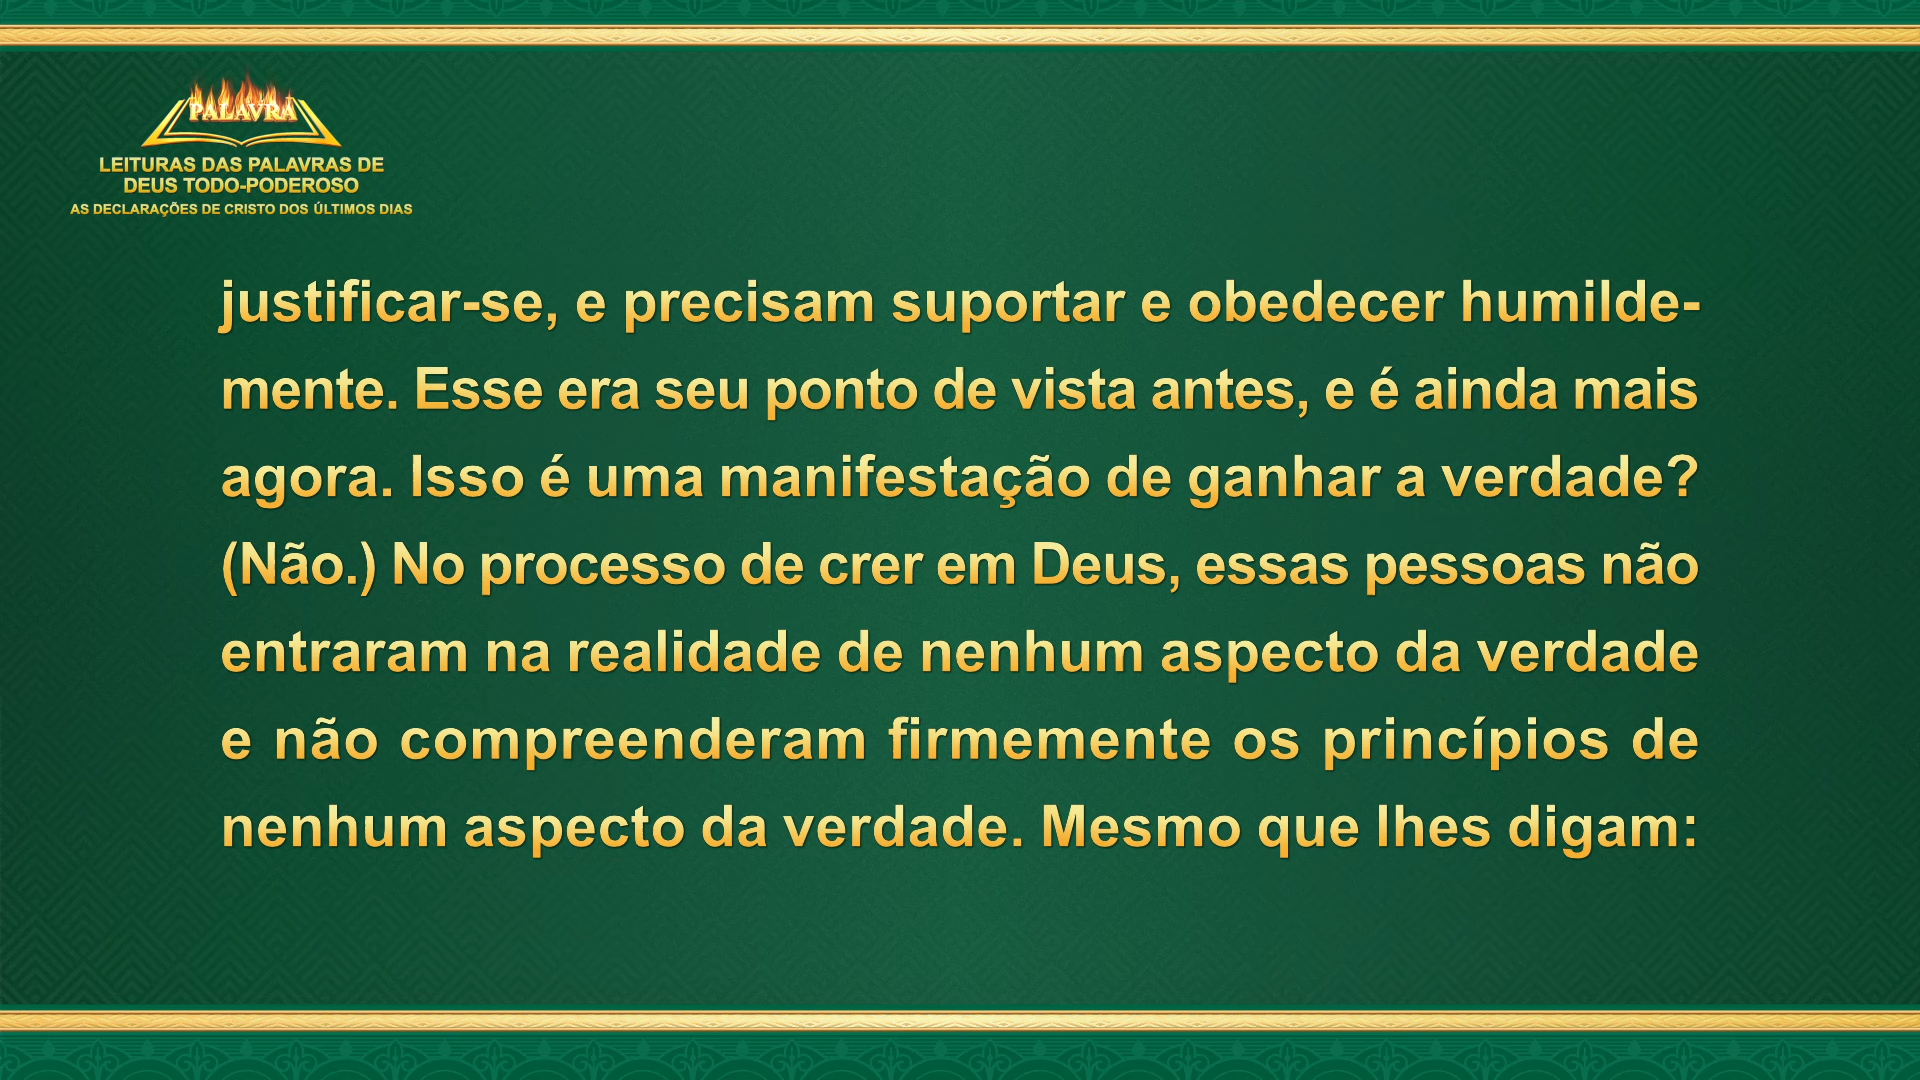 PALAVRA
LEITURAS DAS PALAVRAS DE
DEUS TODO-PODEROSO
AS DECLARAÇÕES DE CRISTO DOS ÚLTIMOS DIAS
justificar-se, e precisam suportar e obedecer humilde-
mente. Esse era seu ponto de vista antes, e é ainda mais
agora. Isso é uma manifestação de ganhar a verdade?
(Não.) No processo de crer em Deus, essas pessoas não
entraram na realidade de nenhum aspecto da verdade
e não compreenderam firmemente os princípios de
nenhum aspecto da verdade. Mesmo que lhes digam: